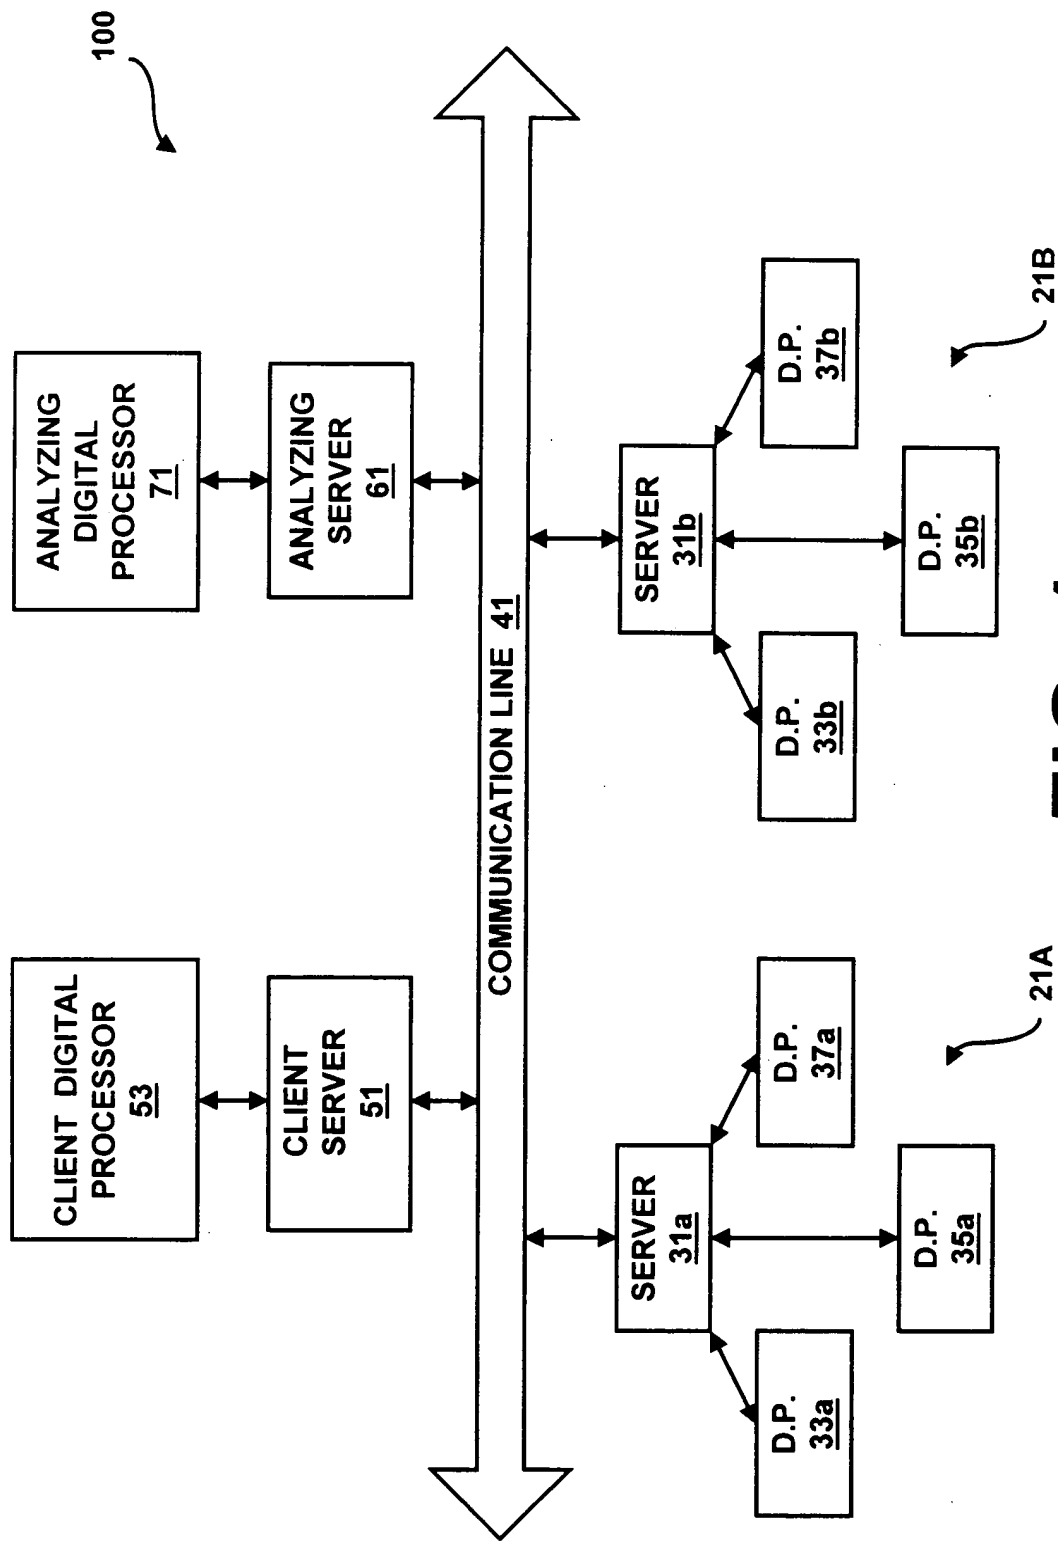 100
CLIENT DIGITAL
PROCESSOR
53
ANALYZING
DIGITAL
PROCESSOR
71
CLIENT
SERVER
51
ANALYZING
SERVER
61
COMMUNICATION LINE 41
SERVER
31a
SERVER
31b
D.P.
33a
D.P.
37a
D.P.
33b
D.P.
37b
D.P.
35a
D.P.
35b
21A
21B
FIG